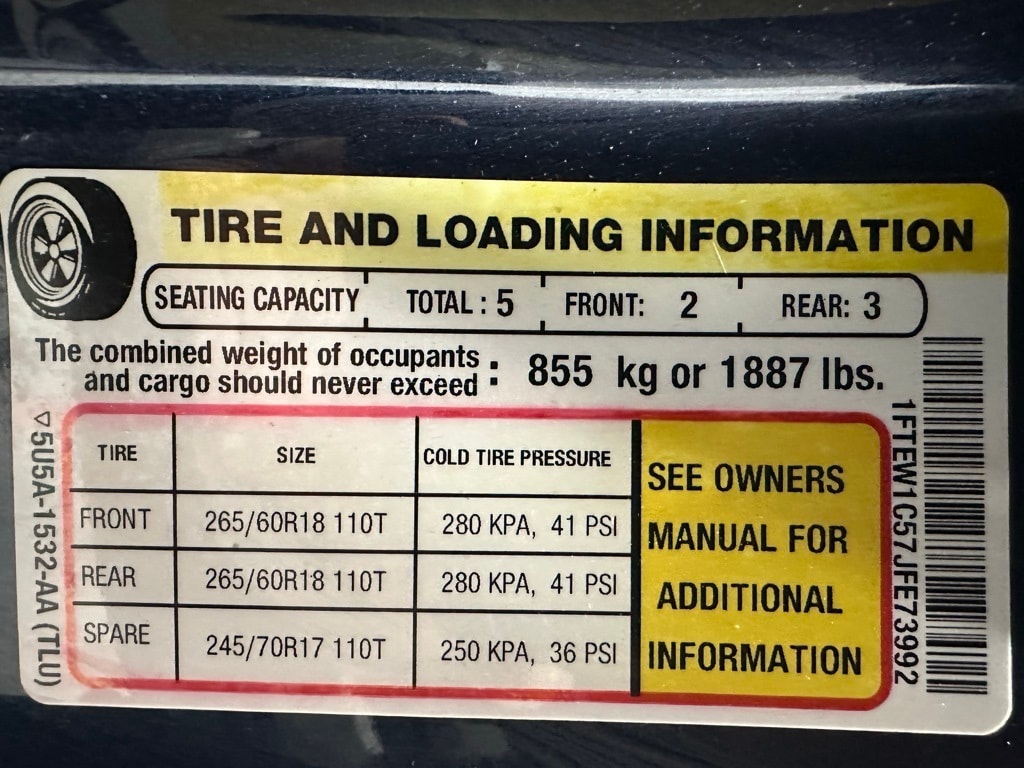 TIRE AND LOADING INFORMATION
SEATING CAPACITY TOTAL : 5 FRONT: 2 REAR: 3
The combined weight of occupants
and cargo should never exceed : 855 kg or 1887 lbs.
TIRE SIZE COLD TIRE PRESSURE
FRONT 265/60R18 110T 280 KPA, 41 PSI
REAR 265/60R18 110T 280 KPA, 41 PSI
SPARE 245/70R17 110T 250 KPA, 36 PSI
SEE OWNERS
MANUAL FOR
ADDITIONAL
INFORMATION
5U5A-1532-AA (TLU)
1FTEW1C57JFE73992